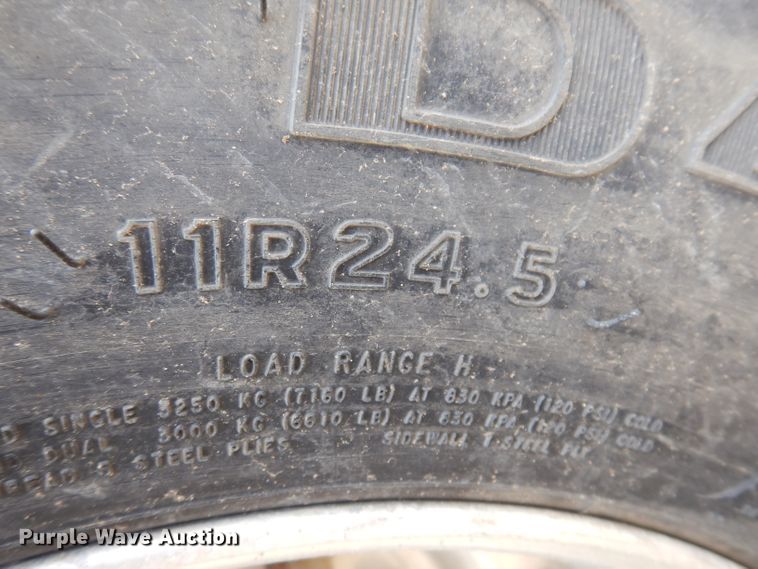 D
11R24.5
LOAD RANGE H
D SINGLE 3250 KG (7160 LB) AT 830 KPA (120 PSI) COLD
DUAL 3000 KG (6610 LB) AT 830 KPA (120 PSI) COLD
STEEL PLIES SIDEWALL 1 STEEL PLY
Purple Wave Auction